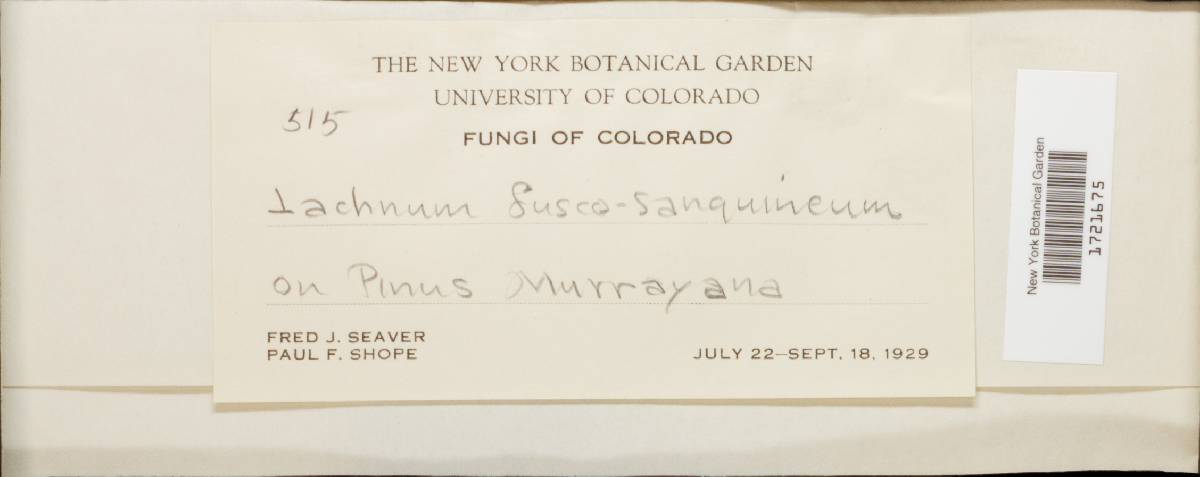 THE NEW YORK BOTANICAL GARDEN
UNIVERSITY OF COLORADO
515
FUNGI OF COLORADO
Lachnum fusco-sanquineum
on Pinus Murrayana
FRED J. SEAVER
PAUL F. SHOPE
JULY 22—SEPT. 18, 1929
New York Botanical Garden
1721675